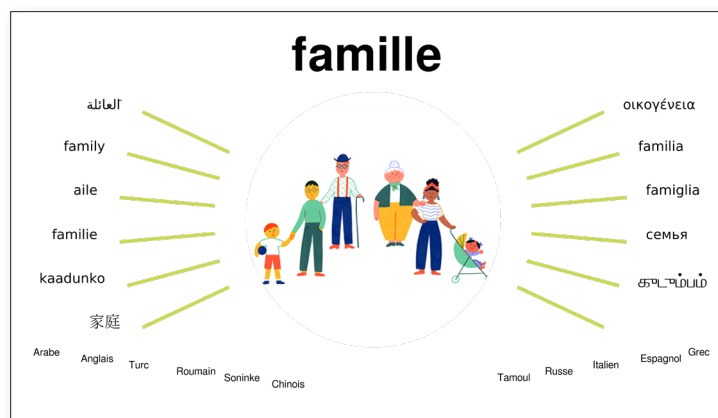 famille
العائلة
family
aile
familie
kaadunko
家庭
οικογένεια
familia
famiglia
семья
குடும்பம்
Arabe
Anglais
Turc
Roumain
Soninke
Chinois
Tamoul
Russe
Italien
Espagnol
Grec